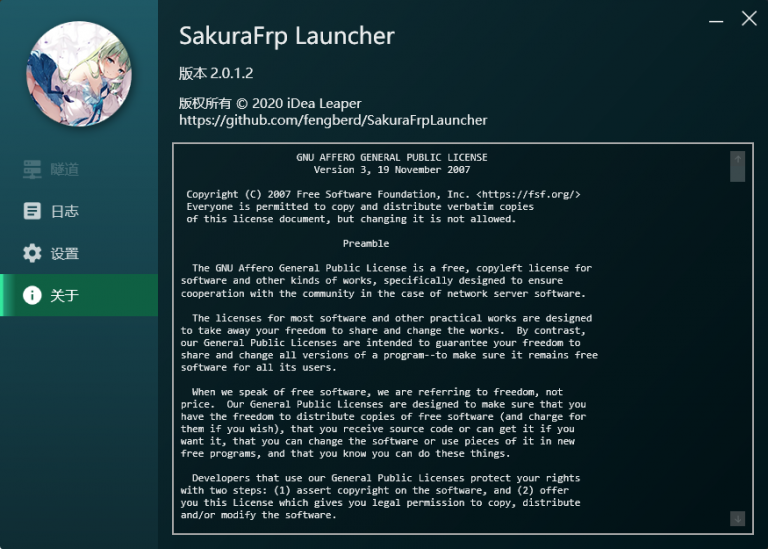 SakuraFrp Launcher
版本 2.0.1.2
版权所有 © 2020 iDea Leaper
https://github.com/fengberd/SakuraFrpLauncher
隧道
日志
设置
关于
GNU AFFERO GENERAL PUBLIC LICENSE
Version 3, 19 November 2007
Copyright (C) 2007 Free Software Foundation, Inc. <https://fsf.org/>
Everyone is permitted to copy and distribute verbatim copies
of this license document, but changing it is not allowed.
Preamble
The GNU Affero General Public License is a free, copyleft license for
software and other kinds of works, specifically designed to ensure
cooperation with the community in the case of network server software.
The licenses for most software and other practical works are designed
to take away your freedom to share and change the works.  By contrast,
our General Public Licenses are intended to guarantee your freedom to
share and change all versions of a program--to make sure it remains free
software for all its users.
When we speak of free software, we are referring to freedom, not
price.  Our General Public Licenses are designed to make sure that you
have the freedom to distribute copies of free software (and charge for
them if you wish), that you receive source code or can get it if you
want it, that you can change the software or use pieces of it in new
free programs, and that you know you can do these things.
Developers that use our General Public Licenses protect your rights
with two steps: (1) assert copyright on the software, and (2) offer
you this License which gives you legal permission to copy, distribute
and/or modify the software.